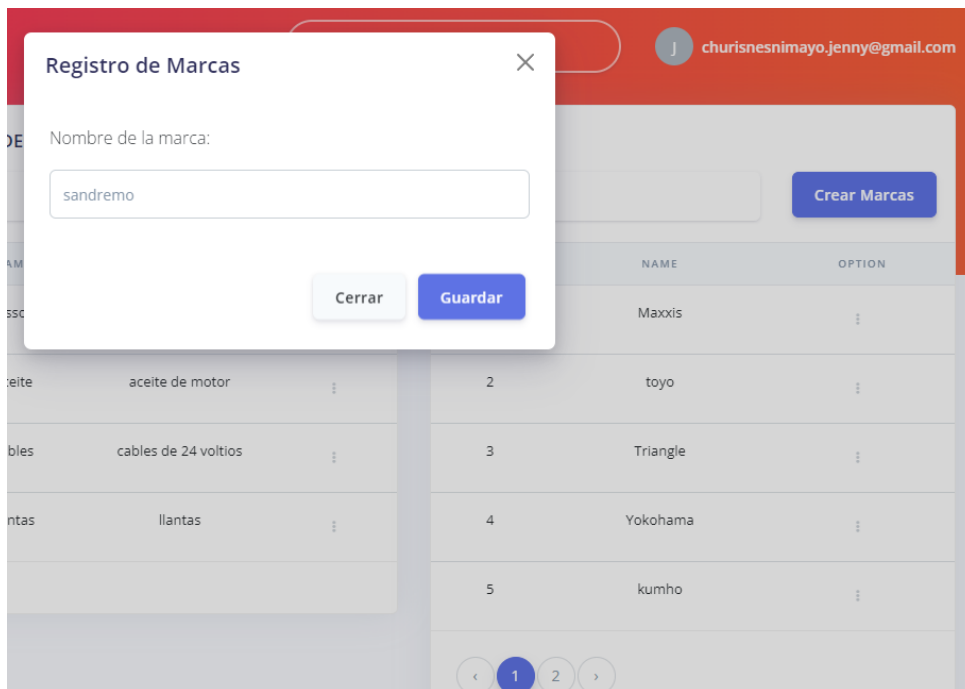 Registro de Marcas
J churisnesnimayo.jenny@gmail.com
DE
Nombre de la marca:
sandremo
Crear Marcas
NAME OPTION
Cerrar Guardar
Maxxis
aceite de motor
2 toyo
bles cables de 24 voltios
3 Triangle
ntas llantas
4 Yokohama
5 kumho
1 2